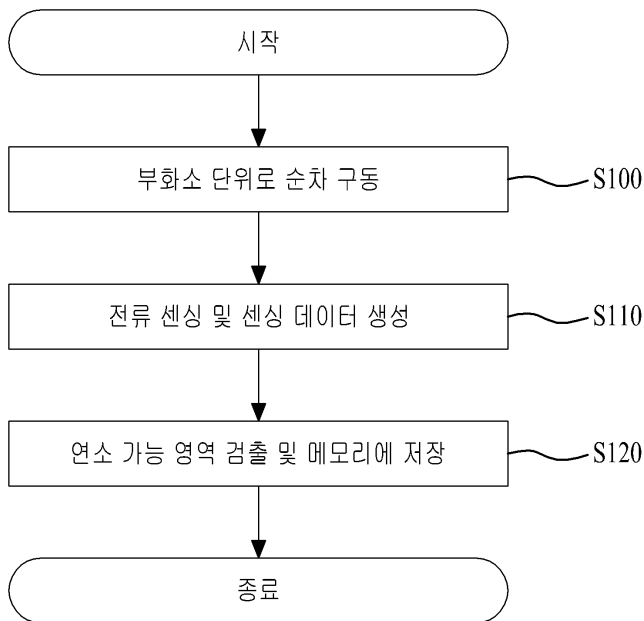 시작
부화소 단위로 순차 구동
S100
전류 센싱 및 센싱 데이터 생성
S110
연소 가능 영역 검출 및 메모리에 저장
S120
종료